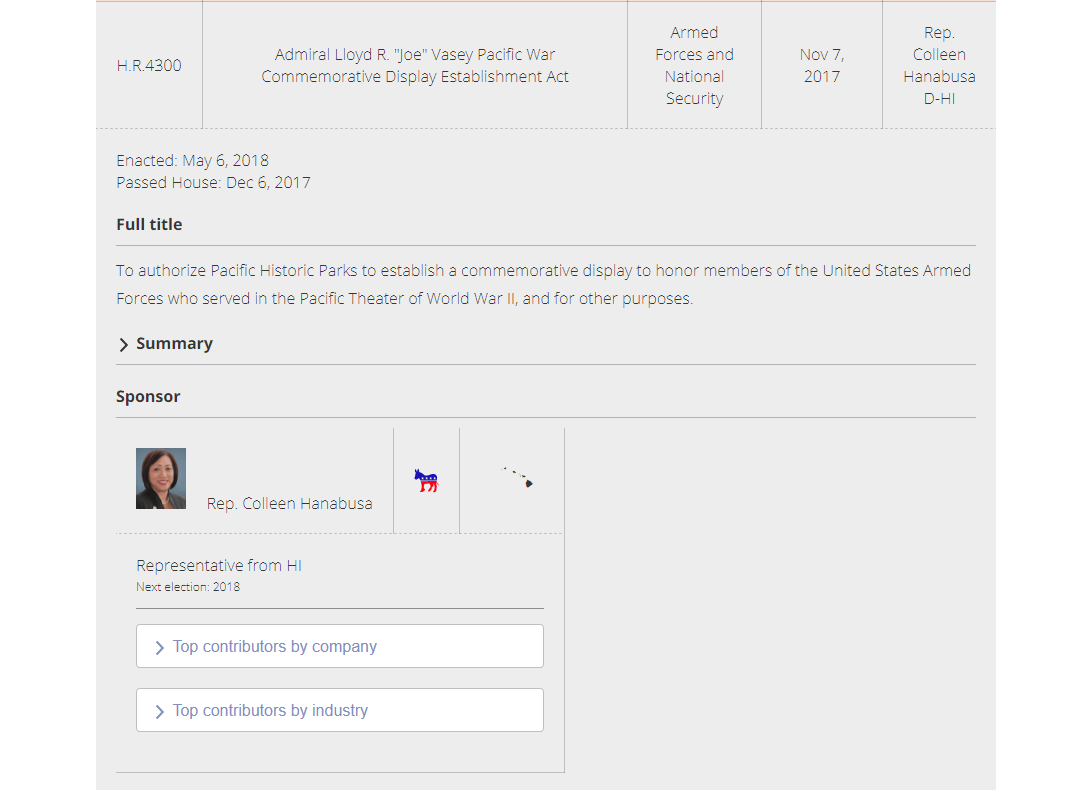 H.R.4300
Admiral Lloyd R. "Joe" Vasey Pacific War
Commemorative Display Establishment Act
Armed
Forces and
National
Security
Nov 7,
2017
Rep.
Colleen
Hanabusa
D-HI
Enacted: May 6, 2018
Passed House: Dec 6, 2017
Full title
To authorize Pacific Historic Parks to establish a commemorative display to honor members of the United States Armed
Forces who served in the Pacific Theater of World War II, and for other purposes.
Summary
Sponsor
Rep. Colleen Hanabusa
Representative from HI
Next election: 2018
Top contributors by company
Top contributors by industry